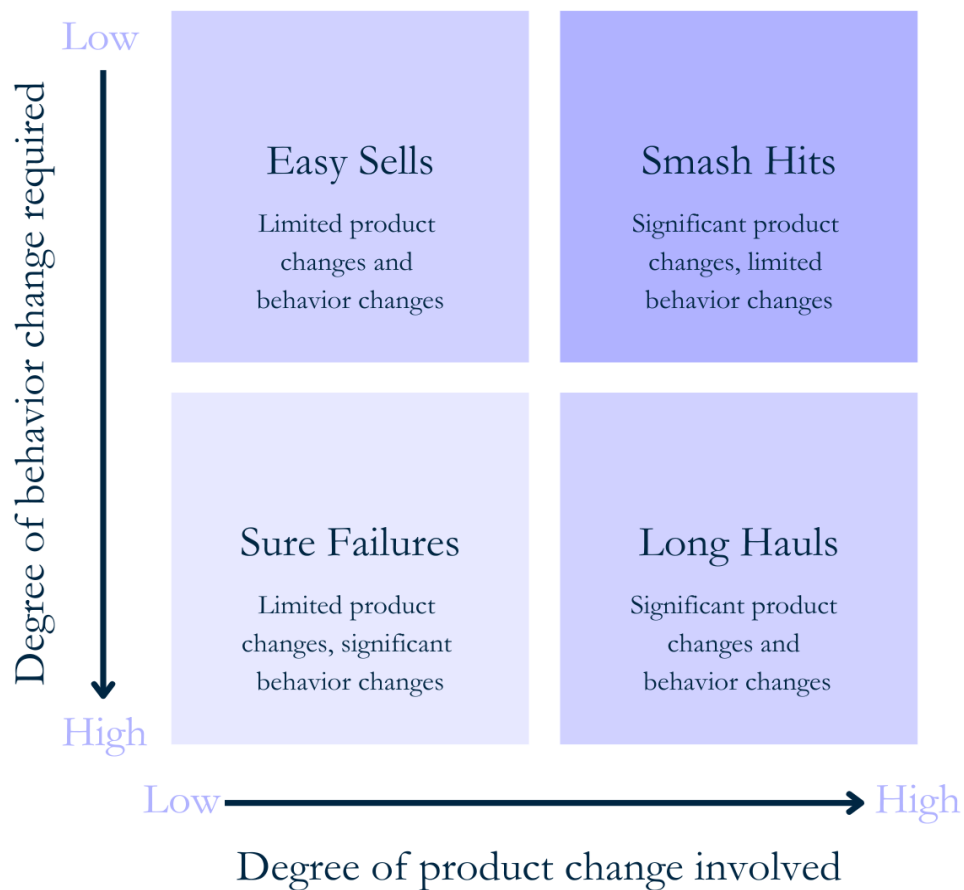 Low
Degree of behavior change required
High
Easy Sells
Limited product
changes and
behavior changes
Smash Hits
Significant product
changes, limited
behavior changes
Sure Failures
Limited product
changes, significant
behavior changes
Long Hauls
Significant product
changes and
behavior changes
Low
High
Degree of product change involved